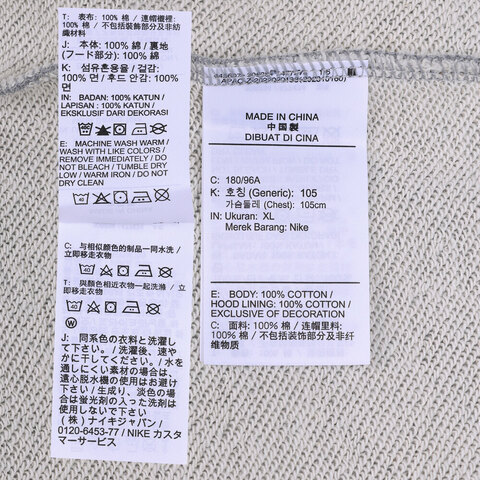 T: 表布: 100% 棉 / 連帽襯裡:
100% 棉 / 不包括裝飾部分及非紡
織材料
J: 本体: 100% 綿 / 裏地
(フード部分): 100% 綿
K: 섬유혼용율 / 겉감:
100% 면 / 후드 안감: 100%
면
IN: BADAN: 100% KATUN /
LAPISAN : 100% KATUN /
EKSKLUSIF DARI DEKORASI
E: MACHINE WASH WARM /
WASH WITH LIKE COLORS /
REMOVE IMMEDIATELY / DO
NOT BLEACH / TUMBLE DRY
LOW / WARM IRON / DO NOT
DRY CLEAN
40
C: 与相似颜色的制品一同水洗 /
立即移走衣物
40
T: 與顏色相近衣物一起洗滌 / 立
即移走衣物
40
W
J: 同系色の衣料と洗濯し
て下さい。/ 洗濯後、速や
かに干してください。/ 水を
通しにくい素材の場合は、
遠心脱水機の使用はお避け
下さい / 生成り、淡色の場合
は蛍光剤の入った洗剤は使
用しないで下さい
(株) ナイキジャパン /
0120-6453-77 / NIKE カスタ
マーサービス
MADE IN CHINA
中国製
DIBUAT DI CINA
C: 180/96A
K: 호칭 (Generic): 105
가슴둘레 (Chest): 105cm
IN: Ukuran: XL
Merek Barang: Nike
E: BODY: 100% COTTON /
HOOD LINING: 100% COTTON /
EXCLUSIVE OF DECORATION
C: 面料: 100% 棉 / 连帽里料:
100% 棉 / 不包括装饰部分及非纤
维物质